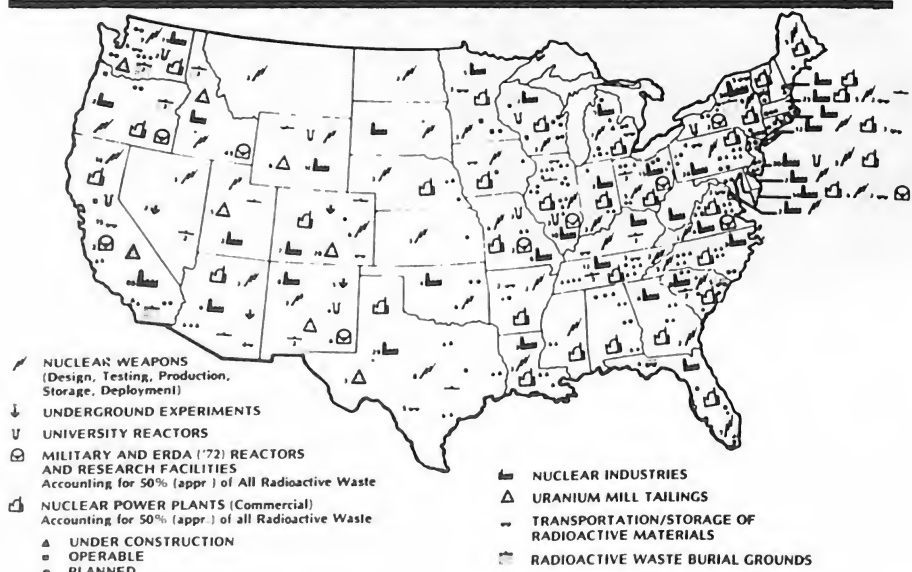 NUCLEAR WEAPONS
(Design, Testing, Production,
Storage, Deployment)
UNDERGROUND EXPERIMENTS
UNIVERSITY REACTORS
MILITARY AND ERDA ('72) REACTORS
AND RESEARCH FACILITIES
Accounting for 50% (appr.) of All Radioactive Waste
NUCLEAR POWER PLANTS (Commercial)
Accounting for 50% (appr.) of all Radioactive Waste
UNDER CONSTRUCTION
OPERABLE
PLANNED
NUCLEAR INDUSTRIES
URANIUM MILL TAILINGS
TRANSPORTATION/STORAGE OF
RADIOACTIVE MATERIALS
RADIOACTIVE WASTE BURIAL GROUNDS